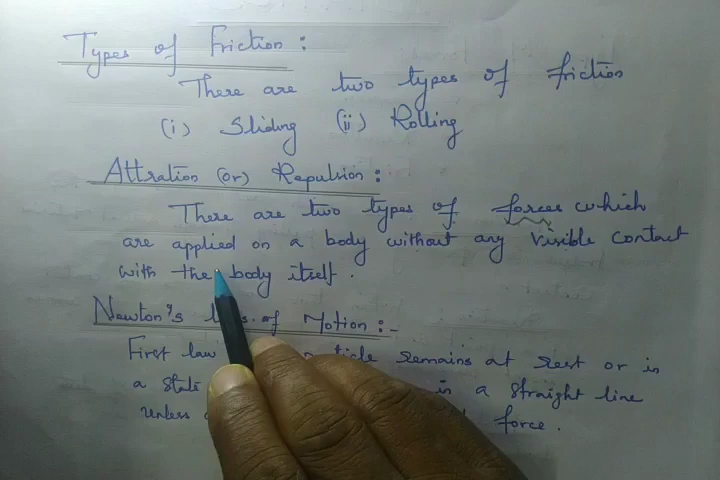 Types of Friction :
There are two types of friction
(i) Sliding (ii) Rolling
Attration (or) Repulsion :
There are two types of forces which
are applied on a body without any visible contact
with the body itself .
Newton's of Motion :-
First law remains at rest or in
a state in a straight line
unless force .